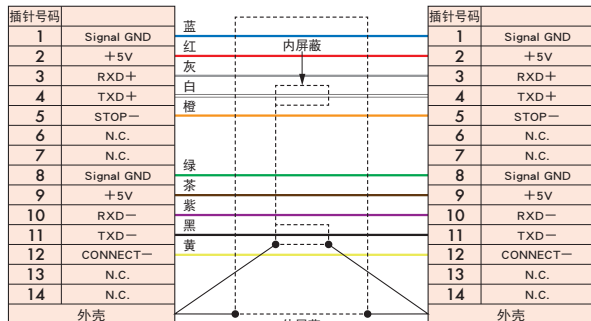 插针号码 插针号码
蓝
1 Signal GND 1 Signal GND
红 内屏蔽
2 +5V 2 +5V
灰
3 RXD+ 3 RXD+
白
4 TXD+ 4 TXD+
橙
5 STOP− 5 STOP−
6 N.C. 6 N.C.
7 N.C. 7 N.C.
绿
8 Signal GND 8 Signal GND
茶
9 +5V 9 +5V
紫
10 RXD− 10 RXD−
黑
11 TXD− 11 TXD−
黄
12 CONNECT− 12 CONNECT−
13 N.C. 13 N.C.
14 N.C. 14 N.C.
外壳 外壳